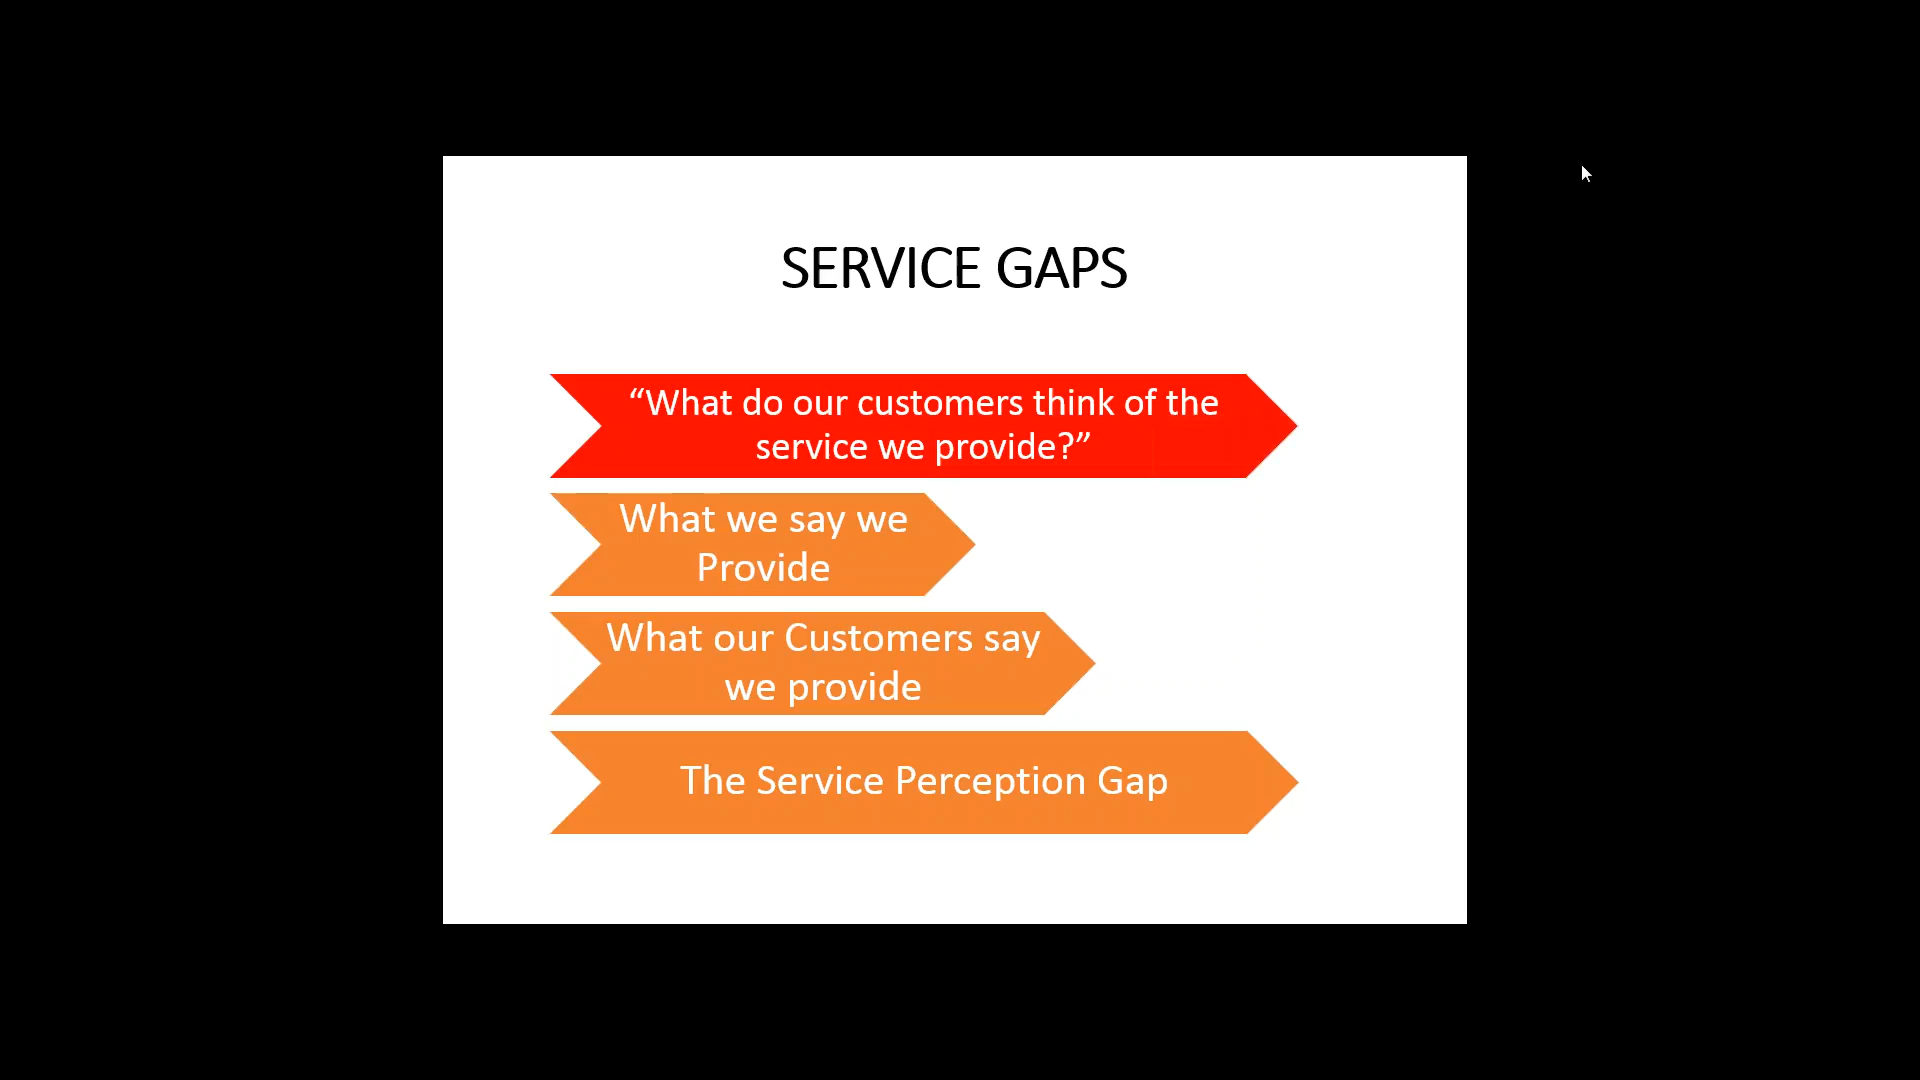 SERVICE GAPS
“What do our customers think of the
service we provide?”
What we say we
Provide
What our Customers say
we provide
The Service Perception Gap